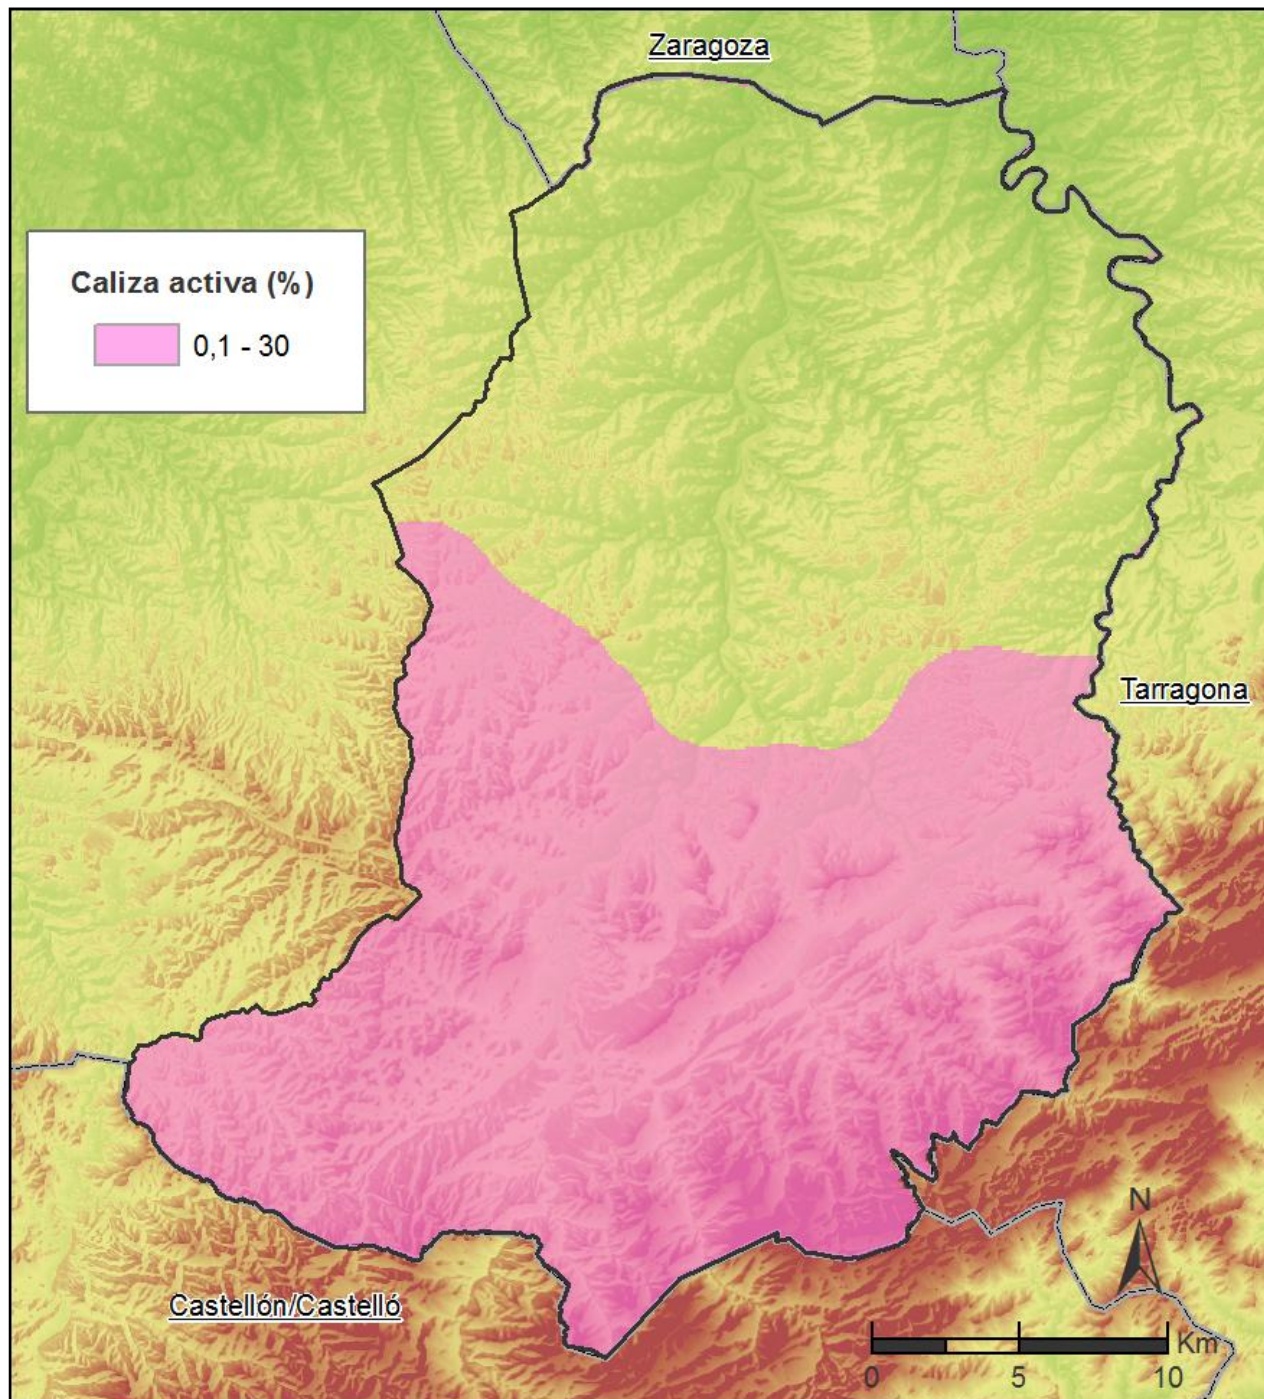 Zaragoza
Caliza activa (%)
0,1 - 30
Tarragona
N
Castellón/Castelló
Km
0 5 10